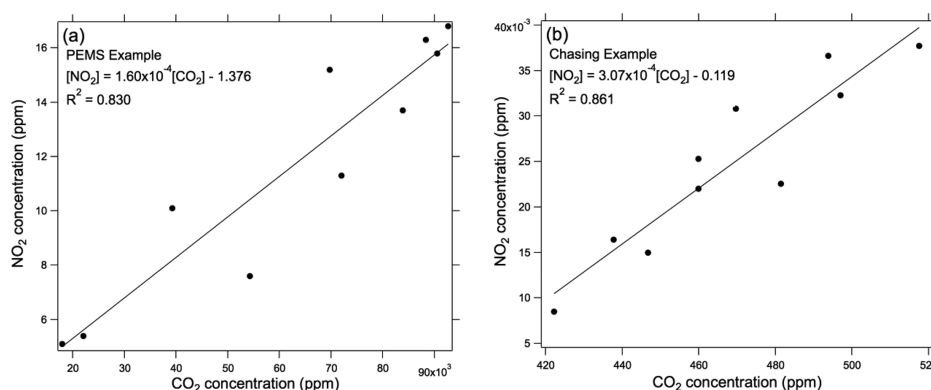 (a)
PEMS Example
[NO₂] = 1.60x10⁻⁴[CO₂] - 1.376
R² = 0.830
16
14
12
10
8
6
NO₂ concentration (ppm)
20 30 40 50 60 70 80 90x10³
CO₂ concentration (ppm)
(b)
Chasing Example
[NO₂] = 3.07x10⁻⁴[CO₂] - 0.119
R² = 0.861
40x10⁻³
35
30
25
20
15
10
5
NO₂ concentration (ppm)
420 440 460 480 500 520
CO₂ concentration (ppm)